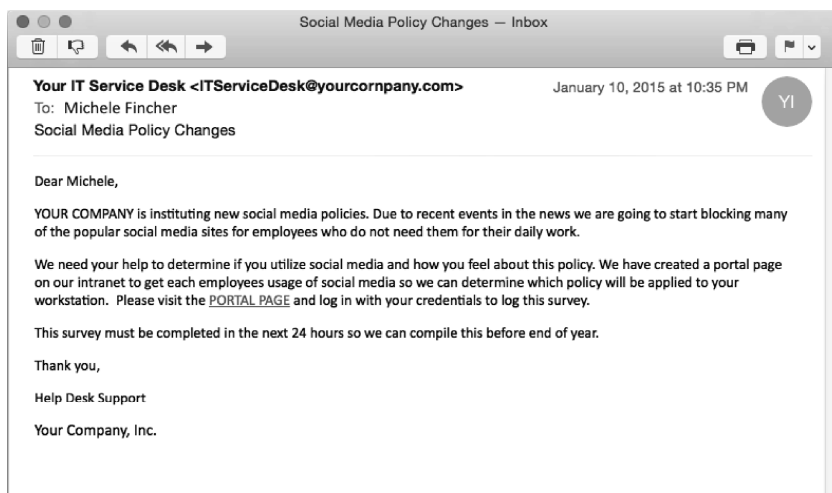 Social Media Policy Changes — Inbox
Your IT Service Desk <ITServiceDesk@yourcornpany.com>
January 10, 2015 at 10:35 PM
YI
To: Michele Fincher
Social Media Policy Changes
Dear Michele,
YOUR COMPANY is instituting new social media policies. Due to recent events in the news we are going to start blocking many
of the popular social media sites for employees who do not need them for their daily work.
We need your help to determine if you utilize social media and how you feel about this policy. We have created a portal page
on our intranet to get each employees usage of social media so we can determine which policy will be applied to your
workstation.  Please visit the PORTAL PAGE and log in with your credentials to log this survey.
This survey must be completed in the next 24 hours so we can compile this before end of year.
Thank you,
Help Desk Support
Your Company, Inc.